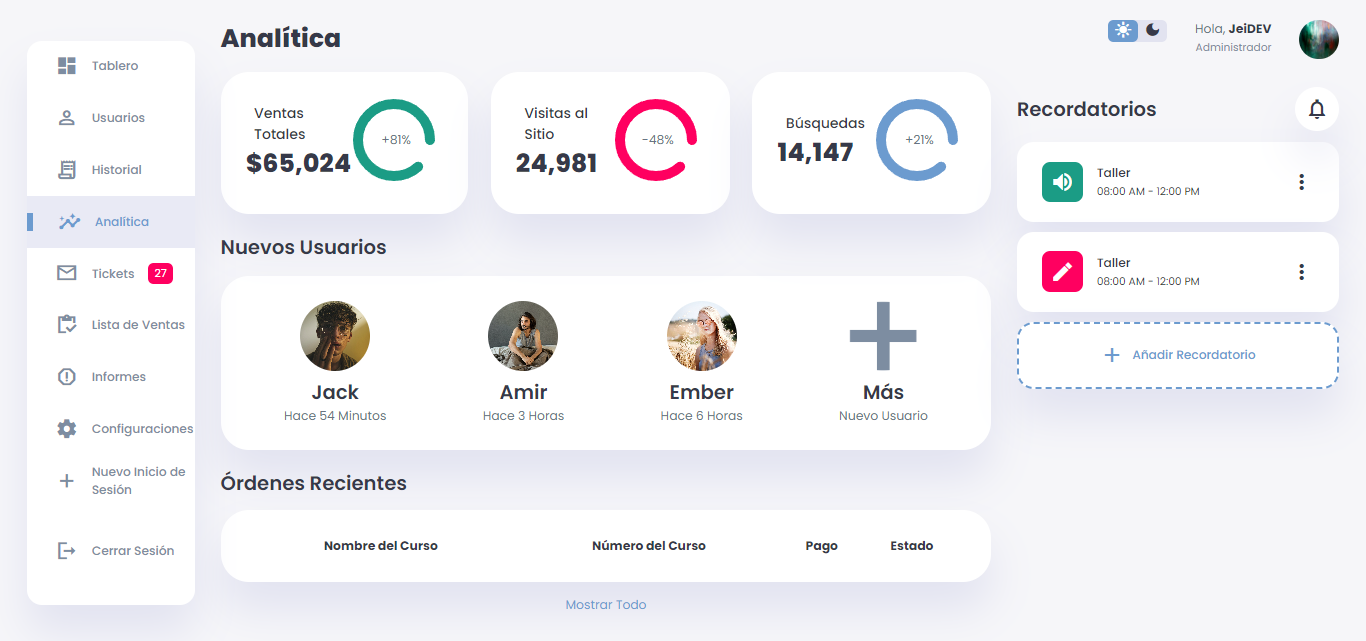 Tablero
Usuarios
Historial
Analítica
Tickets 27
Lista de Ventas
Informes
Configuraciones
Nuevo Inicio de
Sesión
Cerrar Sesión
Analítica
Ventas
Totales
$65,024
+81%
Visitas al
Sitio
24,981
-48%
Búsquedas
14,147
+21%
Nuevos Usuarios
Jack
Hace 54 Minutos
Amir
Hace 3 Horas
Ember
Hace 6 Horas
Más
Nuevo Usuario
Órdenes Recientes
Nombre del Curso Número del Curso Pago Estado
Mostrar Todo
Hola, JeiDEV
Administrador
Recordatorios
Taller
08:00 AM - 12:00 PM
Taller
08:00 AM - 12:00 PM
Añadir Recordatorio